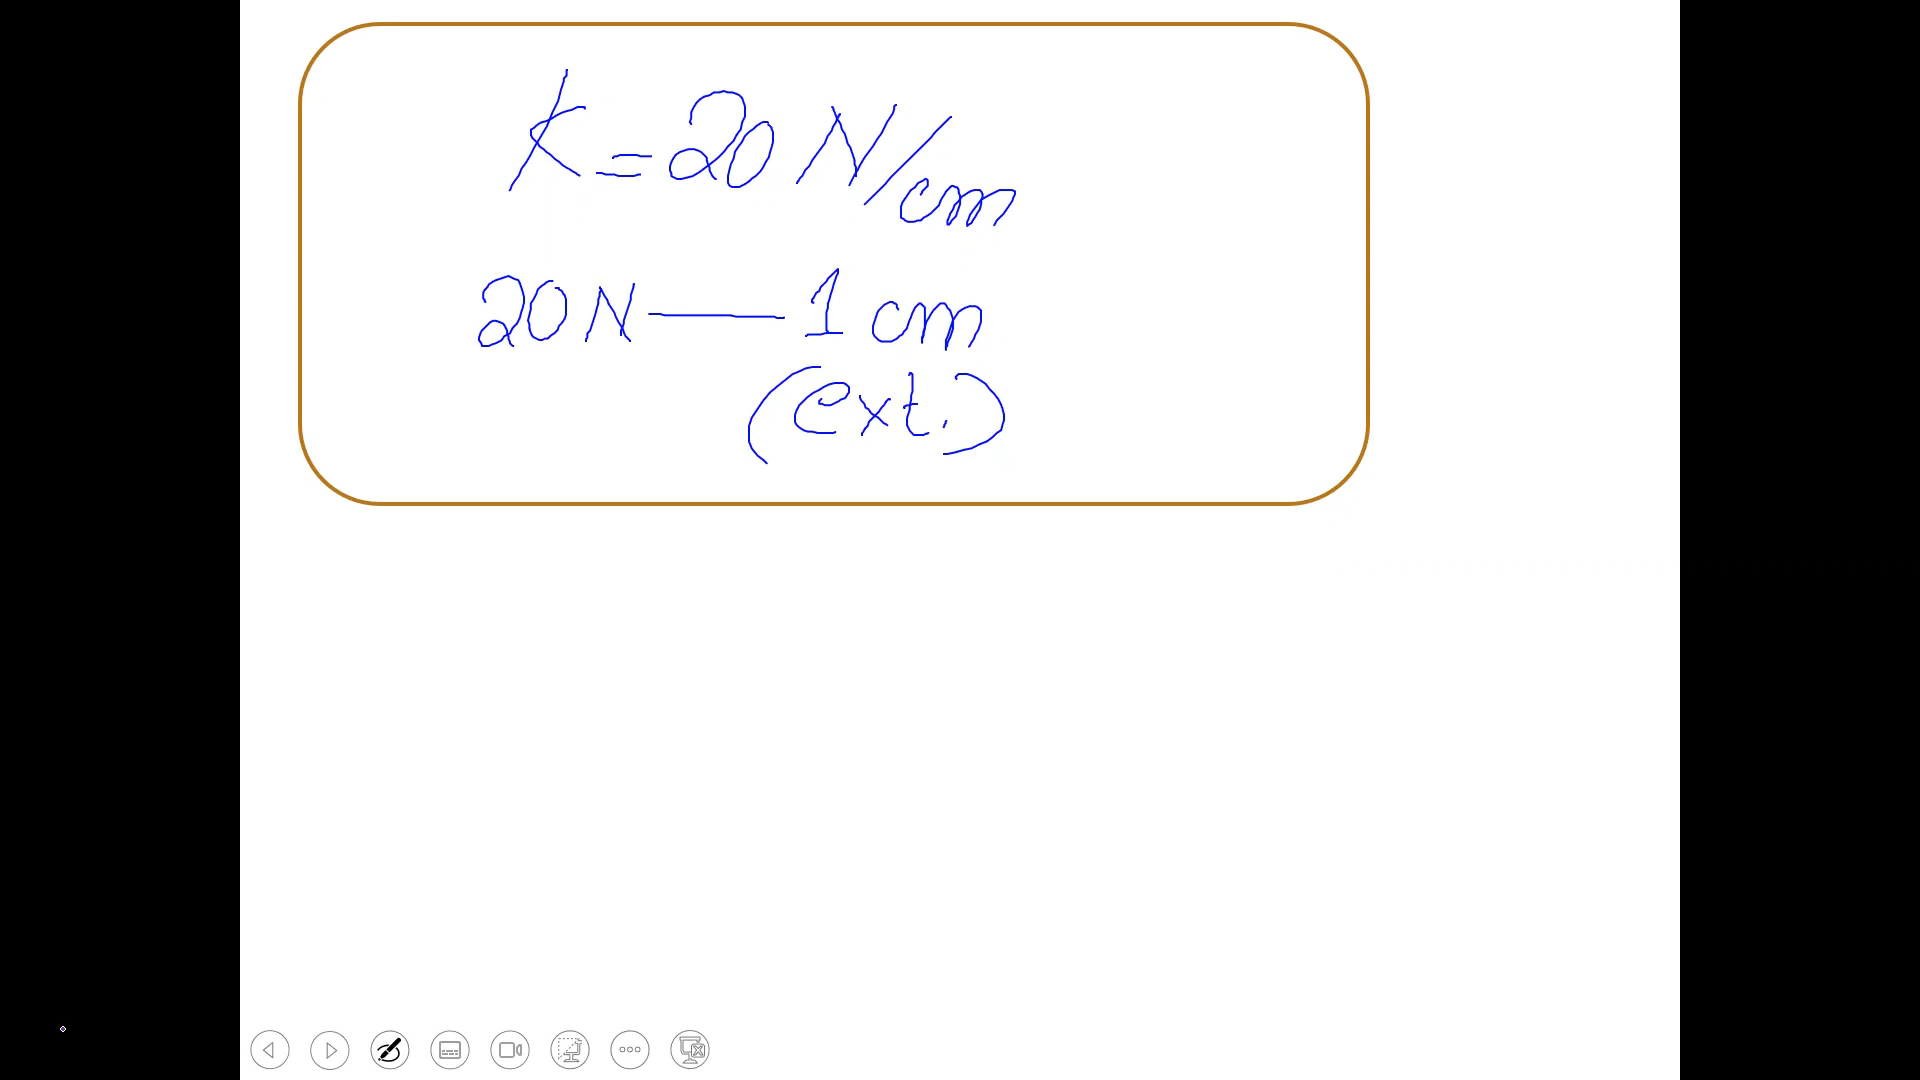 K = 20 N/cm
20 N — 1 cm
(ext.)